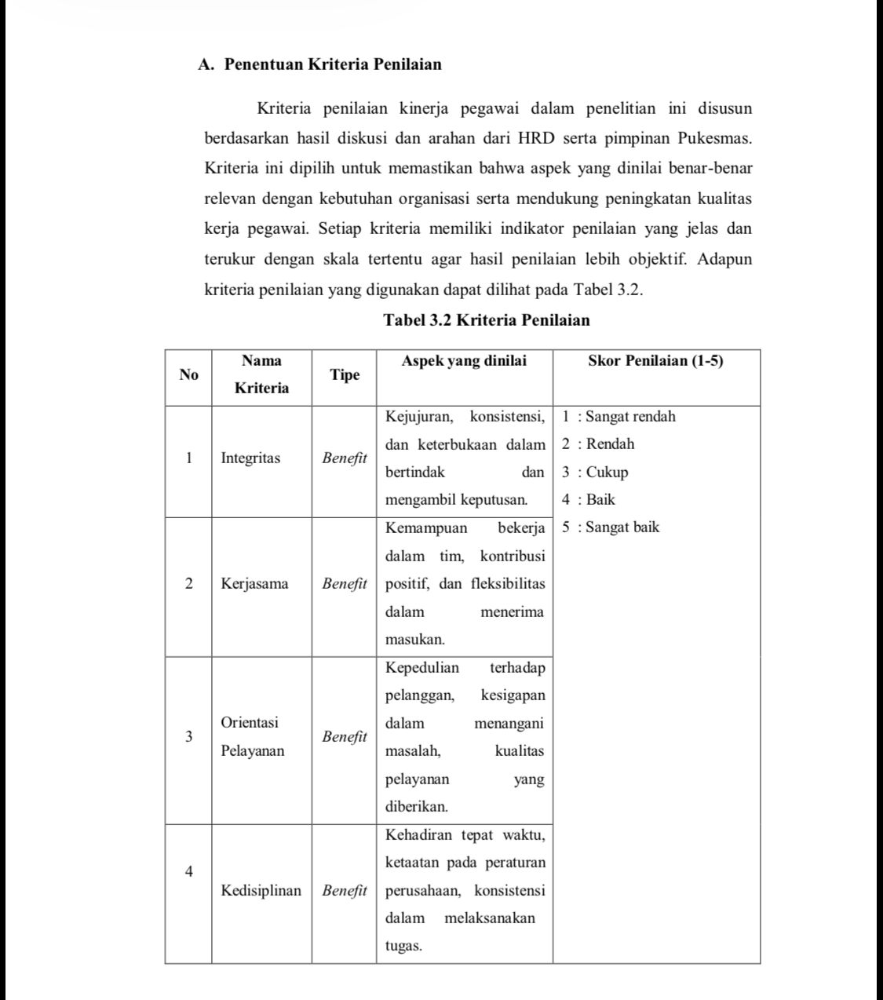 A. Penentuan Kriteria Penilaian
Kriteria penilaian kinerja pegawai dalam penelitian ini disusun
berdasarkan hasil diskusi dan arahan dari HRD serta pimpinan Pukesmas.
Kriteria ini dipilih untuk memastikan bahwa aspek yang dinilai benar-benar
relevan dengan kebutuhan organisasi serta mendukung peningkatan kualitas
kerja pegawai. Setiap kriteria memiliki indikator penilaian yang jelas dan
terukur dengan skala tertentu agar hasil penilaian lebih objektif. Adapun
kriteria penilaian yang digunakan dapat dilihat pada Tabel 3.2.
Tabel 3.2 Kriteria Penilaian
No
Nama
Kriteria
Tipe
Aspek yang dinilai
Skor Penilaian (1-5)
1
Integritas
Benefit
Kejujuran, konsistensi,
dan keterbukaan dalam
bertindak dan
mengambil keputusan.
1 : Sangat rendah
2 : Rendah
3 : Cukup
4 : Baik
5 : Sangat baik
2
Kerjasama
Benefit
Kemampuan bekerja
dalam tim, kontribusi
positif, dan fleksibilitas
dalam menerima
masukan.
3
Orientasi
Pelayanan
Benefit
Kepedulian terhadap
pelanggan, kesigapan
dalam menangani
masalah, kualitas
pelayanan yang
diberikan.
4
Kedisiplinan
Benefit
Kehadiran tepat waktu,
ketaatan pada peraturan
perusahaan, konsistensi
dalam melaksanakan
tugas.